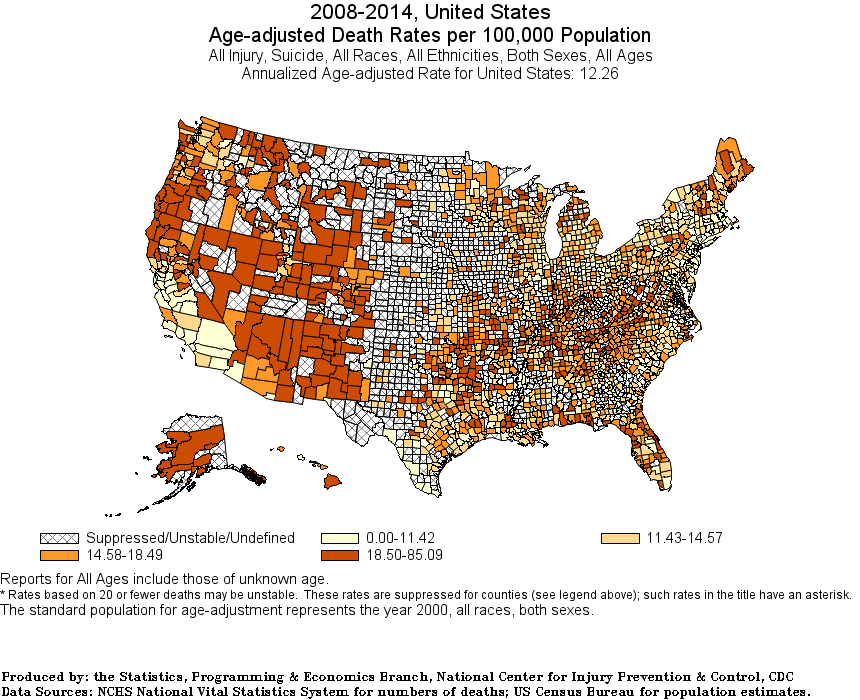 2008-2014, United States
Age-adjusted Death Rates per 100,000 Population
All Injury, Suicide, All Races, All Ethnicities, Both Sexes, All Ages
Annualized Age-adjusted Rate for United States: 12.26
Suppressed/Unstable/Undefined 0.00-11.42 11.43-14.57
14.58-18.49 18.50-85.09
Reports for All Ages include those of unknown age.
* Rates based on 20 or fewer deaths may be unstable. These rates are suppressed for counties (see legend above); such rates in the title have an asterisk.
The standard population for age-adjustment represents the year 2000, all races, both sexes.
Produced by: the Statistics, Programming & Economics Branch, National Center for Injury Prevention & Control, CDC
Data Sources: NCHS National Vital Statistics System for numbers of deaths; US Census Bureau for population estimates.